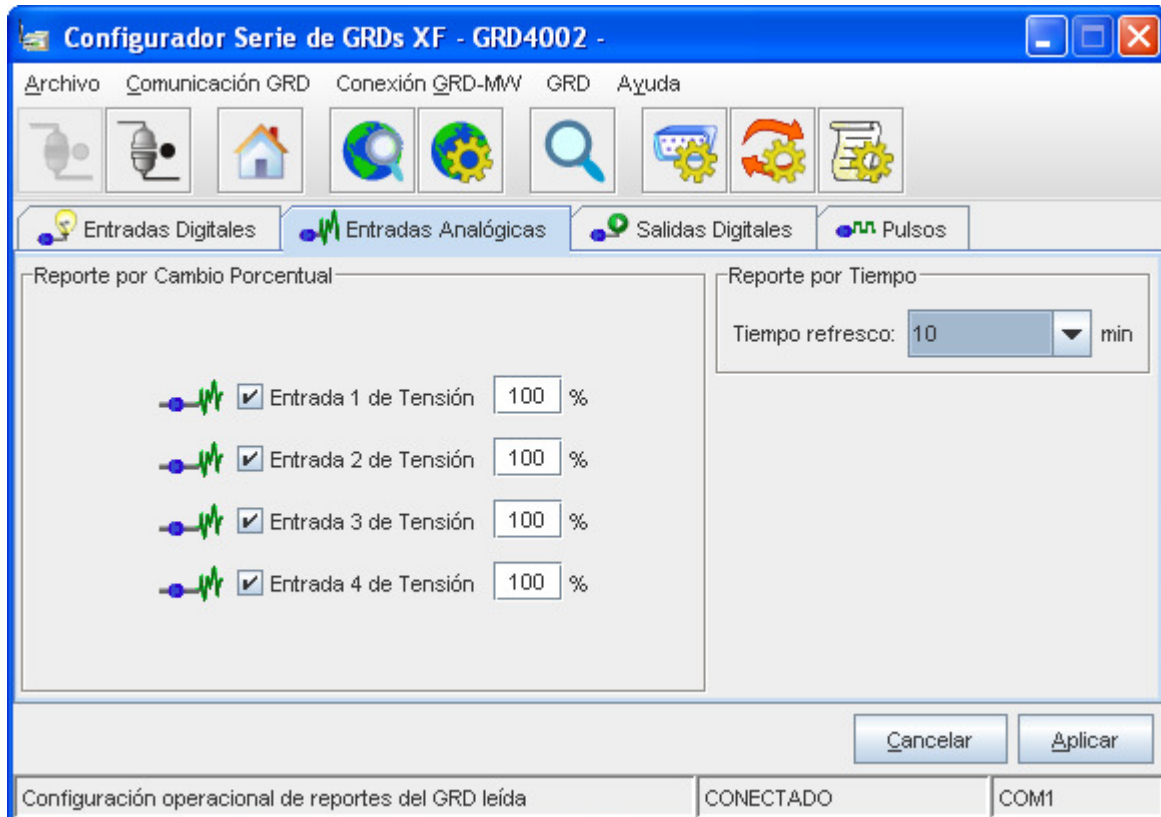 Configurador Serie de GRDs XF - GRD4002 -
Archivo Comunicación GRD Conexión GRD-MW GRD Ayuda
Entradas Digitales Entradas Analógicas Salidas Digitales Pulsos
Reporte por Cambio Porcentual
Reporte por Tiempo
Tiempo refresco: 10 min
Entrada 1 de Tensión 100 %
Entrada 2 de Tensión 100 %
Entrada 3 de Tensión 100 %
Entrada 4 de Tensión 100 %
Cancelar Aplicar
Configuración operacional de reportes del GRD leída CONECTADO COM1